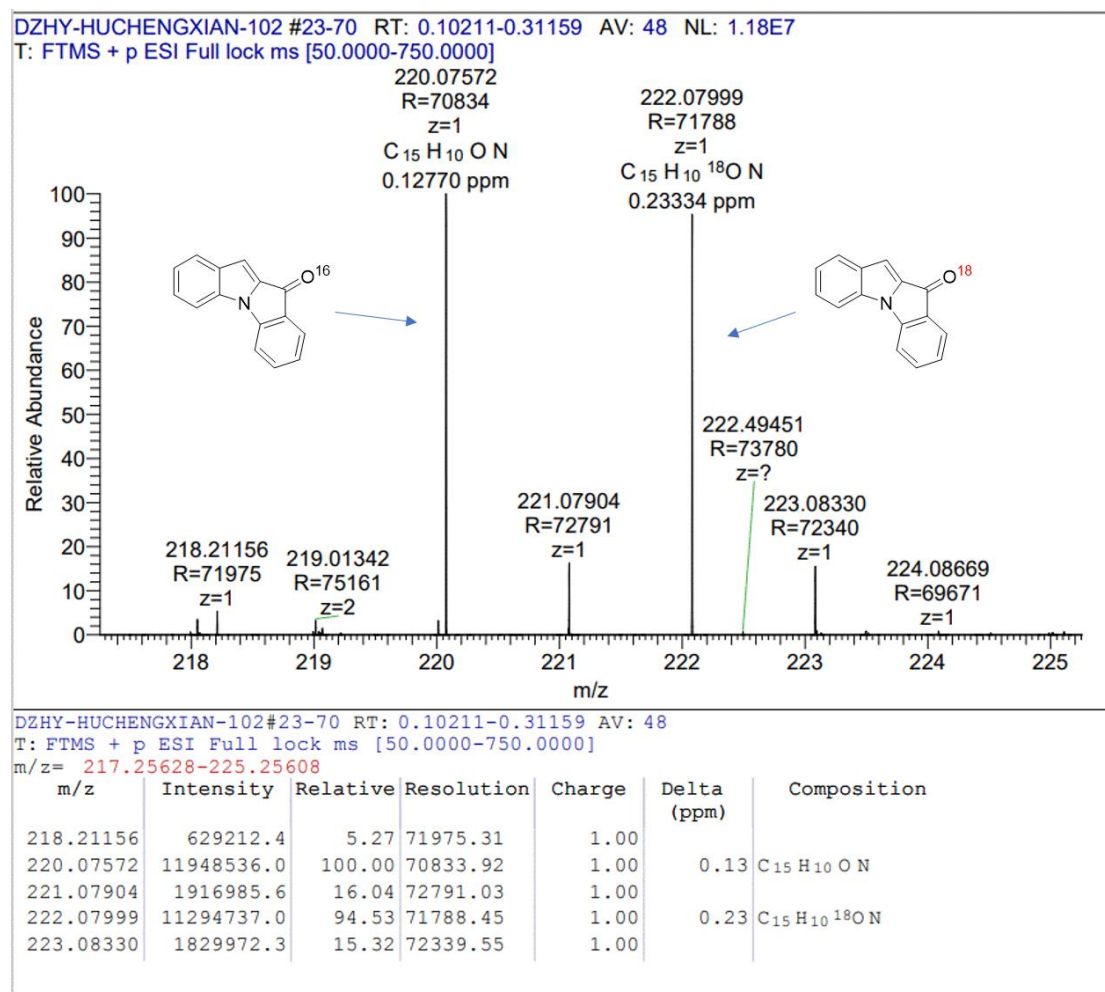 DZHY-HUCHENGXIAN-102 #23-70 RT: 0.10211-0.31159 AV: 48 NL: 1.18E7
T: FTMS + p ESI Full lock ms [50.0000-750.0000]
220.07572
R=70834
z=1
C 15 H 10 O N
0.12770 ppm
222.07999
R=71788
z=1
C 15 H 10 18O N
0.23334 ppm
100
90
80
70
60
50
40
30
20
10
0
Relative Abundance
O16
N
O18
N
218.21156
R=71975
z=1
219.01342
R=75161
z=2
221.07904
R=72791
z=1
222.49451
R=73780
z=?
223.08330
R=72340
z=1
224.08669
R=69671
z=1
218 219 220 221 222 223 224 225
m/z
DZHY-HUCHENGXIAN-102#23-70 RT: 0.10211-0.31159 AV: 48
T: FTMS + p ESI Full lock ms [50.0000-750.0000]
m/z= 217.25628-225.25608
m/z Intensity Relative Resolution Charge Delta (ppm) Composition
218.21156 629212.4 5.27 71975.31 1.00
220.07572 11948536.0 100.00 70833.92 1.00 0.13 C 15 H 10 O N
221.07904 1916985.6 16.04 72791.03 1.00
222.07999 11294737.0 94.53 71788.45 1.00 0.23 C 15 H 10 18O N
223.08330 1829972.3 15.32 72339.55 1.00